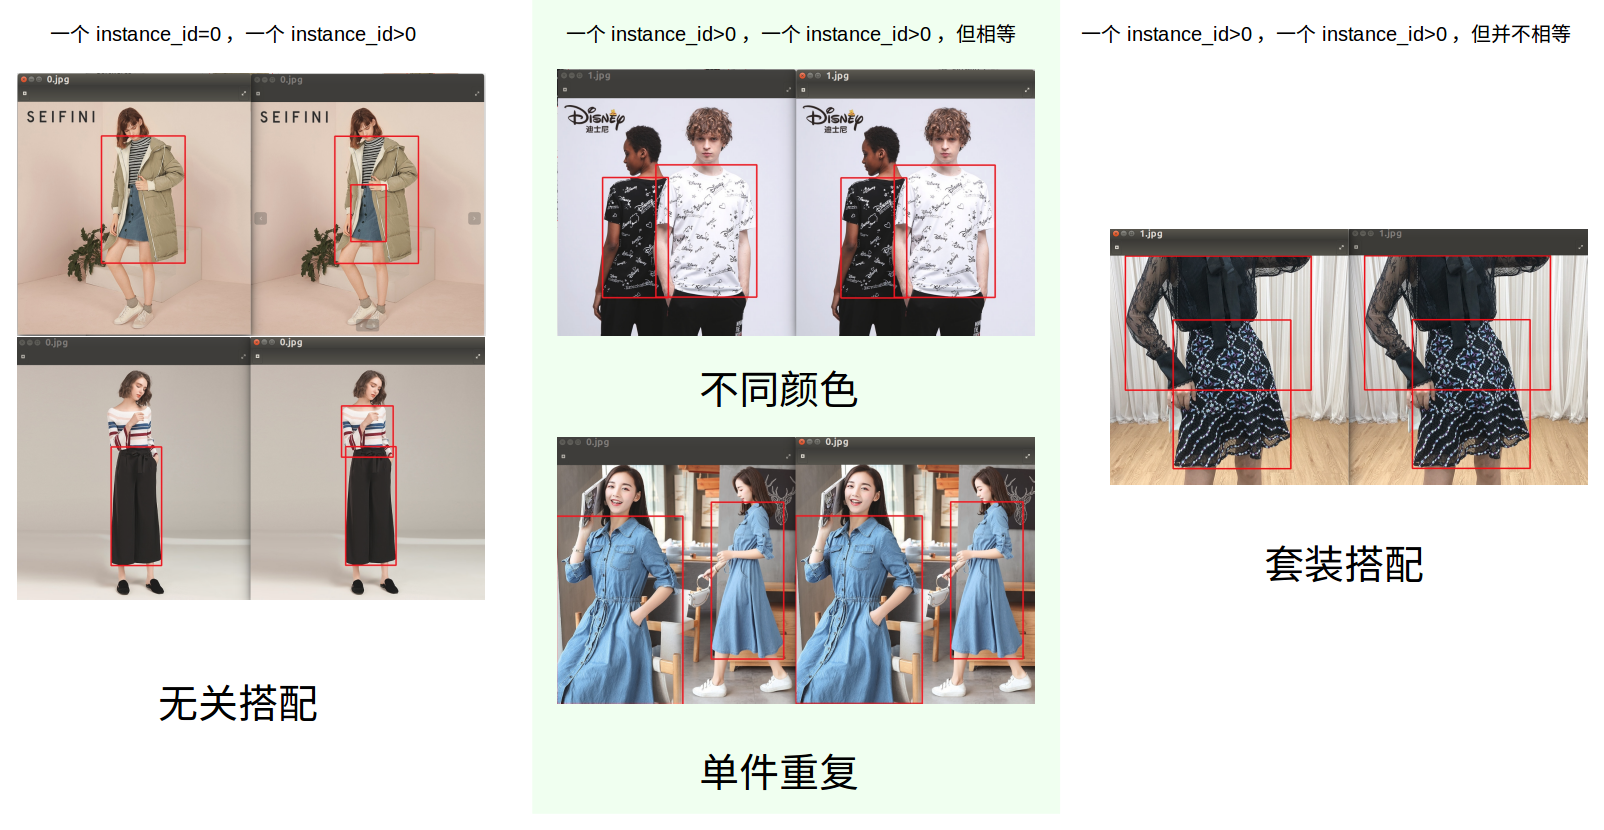 一个 instance_id=0 ，一个 instance_id>0
0.jpg
0.jpg
SEIFINI
SEIFINI
0.jpg
0.jpg
无关搭配
一个 instance_id>0 ，一个 instance_id>0 ，但相等
1.jpg
1.jpg
Disney
迪士尼
Disney
迪士尼
不同颜色
0.jpg
0.jpg
单件重复
一个 instance_id>0 ，一个 instance_id>0 ，但并不相等
1.jpg
1.jpg
套装搭配